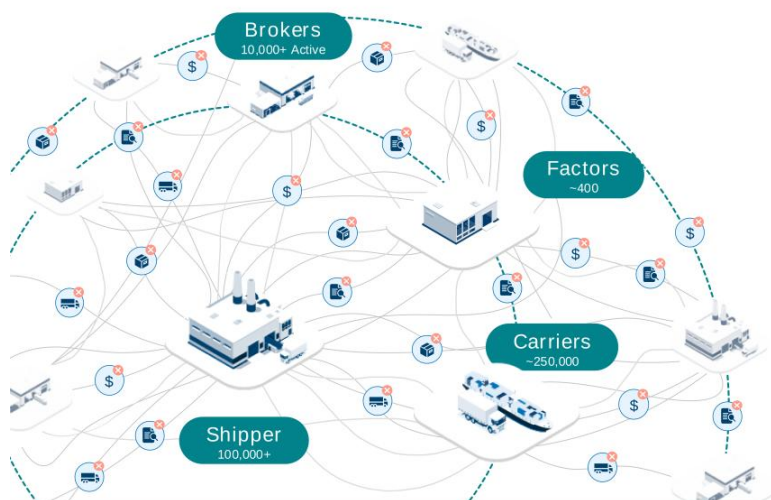 Brokers
10,000+ Active
Factors
~400
Carriers
~250,000
Shipper
100,000+
$
$
$
$
$
$
$